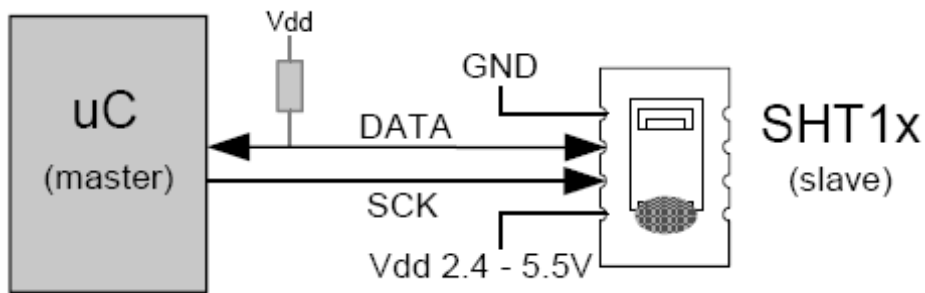 Vdd
GND
uC
(master)
DATA
SCK
Vdd 2.4 - 5.5V
SHT1x
(slave)